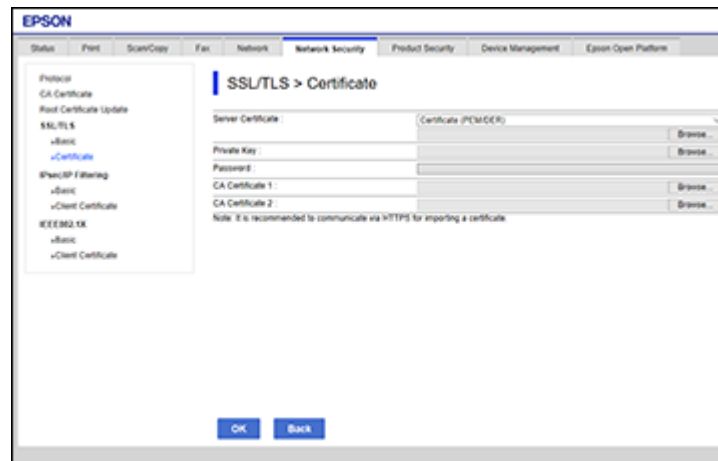 EPSON
Status Print Scan/Copy Fax Network Network Security Product Security Device Management Epson Open Platform
Protocol
CA Certificate
Root Certificate Update
SSL/TLS
»Basic
»Certificate
IPsec/IP Filtering
»Basic
»Client Certificate
IEEE802.1X
»Basic
»Client Certificate
SSL/TLS > Certificate
Server Certificate : Certificate (PEM/DER)
Browse...
Private Key : Browse...
Password :
CA Certificate 1 : Browse...
CA Certificate 2 : Browse...
Note: It is recommended to communicate via HTTPS for importing a certificate.
OK Back